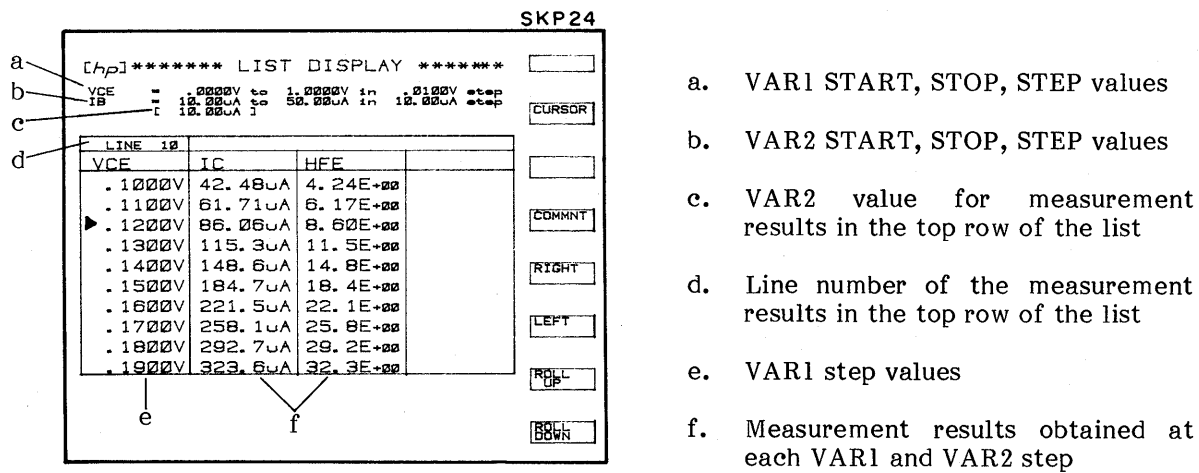 SKP24
[hp]******* LIST DISPLAY *******
VCE = .0000V to 1.0000V in .0100V step
IB = 10.00uA to 50.00uA in 10.00uA step
[ 10.00uA ]
LINE 10
VCE IC HFE
.1000V 42.48uA 4.24E+00
.1100V 61.71uA 6.17E+00
.1200V 86.06uA 8.60E+00
.1300V 115.3uA 11.5E+00
.1400V 148.6uA 14.8E+00
.1500V 184.7uA 18.4E+00
.1600V 221.5uA 22.1E+00
.1700V 258.1uA 25.8E+00
.1800V 292.7uA 29.2E+00
.1900V 323.6uA 32.3E+00
CURSOR
COMMNT
RIGHT
LEFT
ROLL
UP
ROLL
DOWN
a
b
c
d
e
f
a. VAR1 START, STOP, STEP values
b. VAR2 START, STOP, STEP values
c. VAR2 value for measurement
results in the top row of the list
d. Line number of the measurement
results in the top row of the list
e. VAR1 step values
f. Measurement results obtained at
each VAR1 and VAR2 step